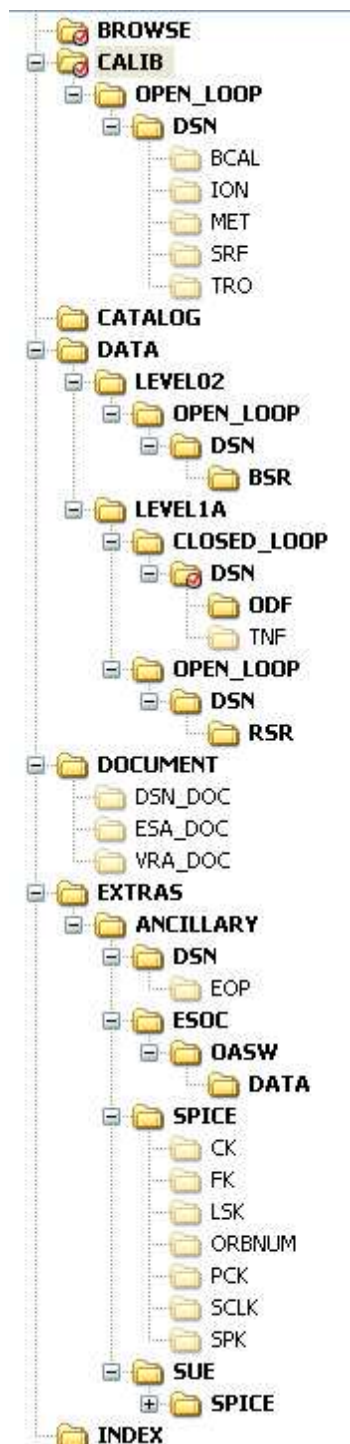 BROWSE
CALIB
OPEN_LOOP
DSN
BCAL
ION
MET
SRF
TRO
CATALOG
DATA
LEVEL02
OPEN_LOOP
DSN
BSR
LEVEL1A
CLOSED_LOOP
DSN
ODF
TNF
OPEN_LOOP
DSN
RSR
DOCUMENT
DSN_DOC
ESA_DOC
VRA_DOC
EXTRAS
ANCILLARY
DSN
EOP
ESOC
OASW
DATA
SPICE
CK
FK
LSK
ORBNUM
PCK
SCLK
SPK
SUE
SPICE
INDEX